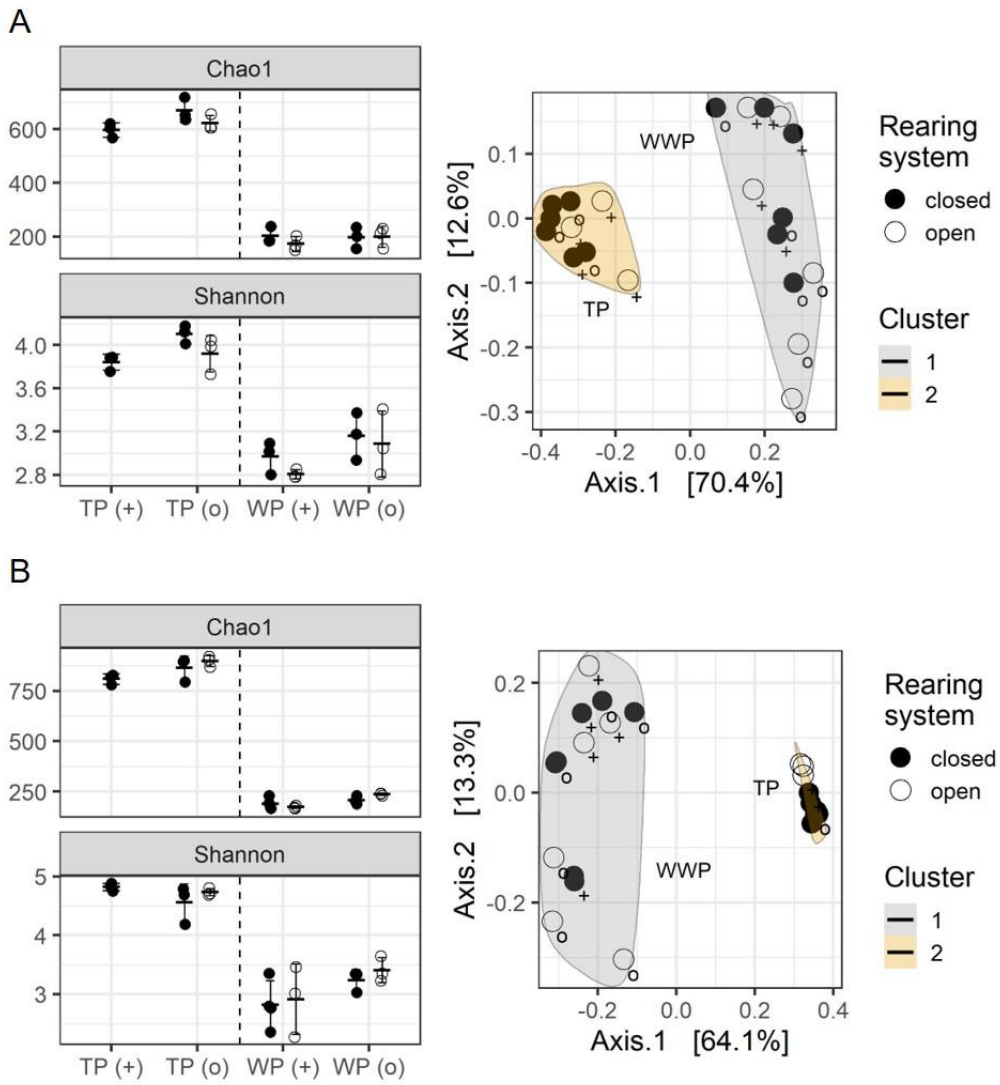 A
Chao1
600
400
200
Shannon
4.0
3.6
3.2
2.8
TP (+) TP (o) WP (+) WP (o)
Axis.2 [12.6%]
0.1
0.0
-0.1
-0.2
-0.3
WWP
TP
-0.4 -0.2 0.0 0.2
Axis.1 [70.4%]
Rearing
system
closed
open
Cluster
1
2
B
Chao1
750
500
250
Shannon
5
4
3
TP (+) TP (o) WP (+) WP (o)
Axis.2 [13.3%]
0.2
0.0
-0.2
TP
WWP
-0.2 0.0 0.2 0.4
Axis.1 [64.1%]
Rearing
system
closed
open
Cluster
1
2